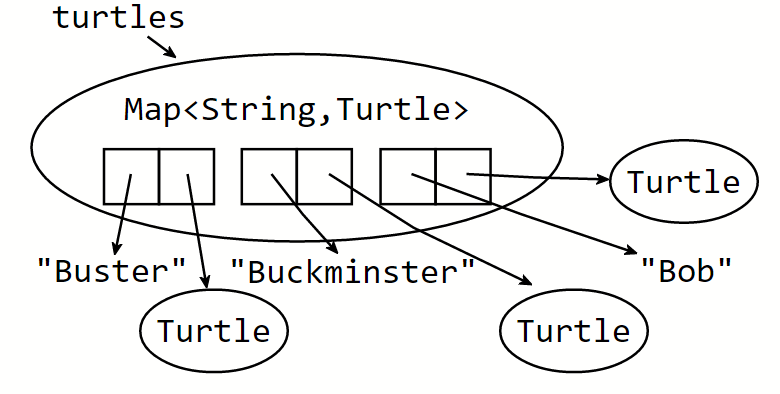 turtles
Map<String,Turtle>
Turtle
"Buster" "Buckminster" "Bob"
Turtle Turtle